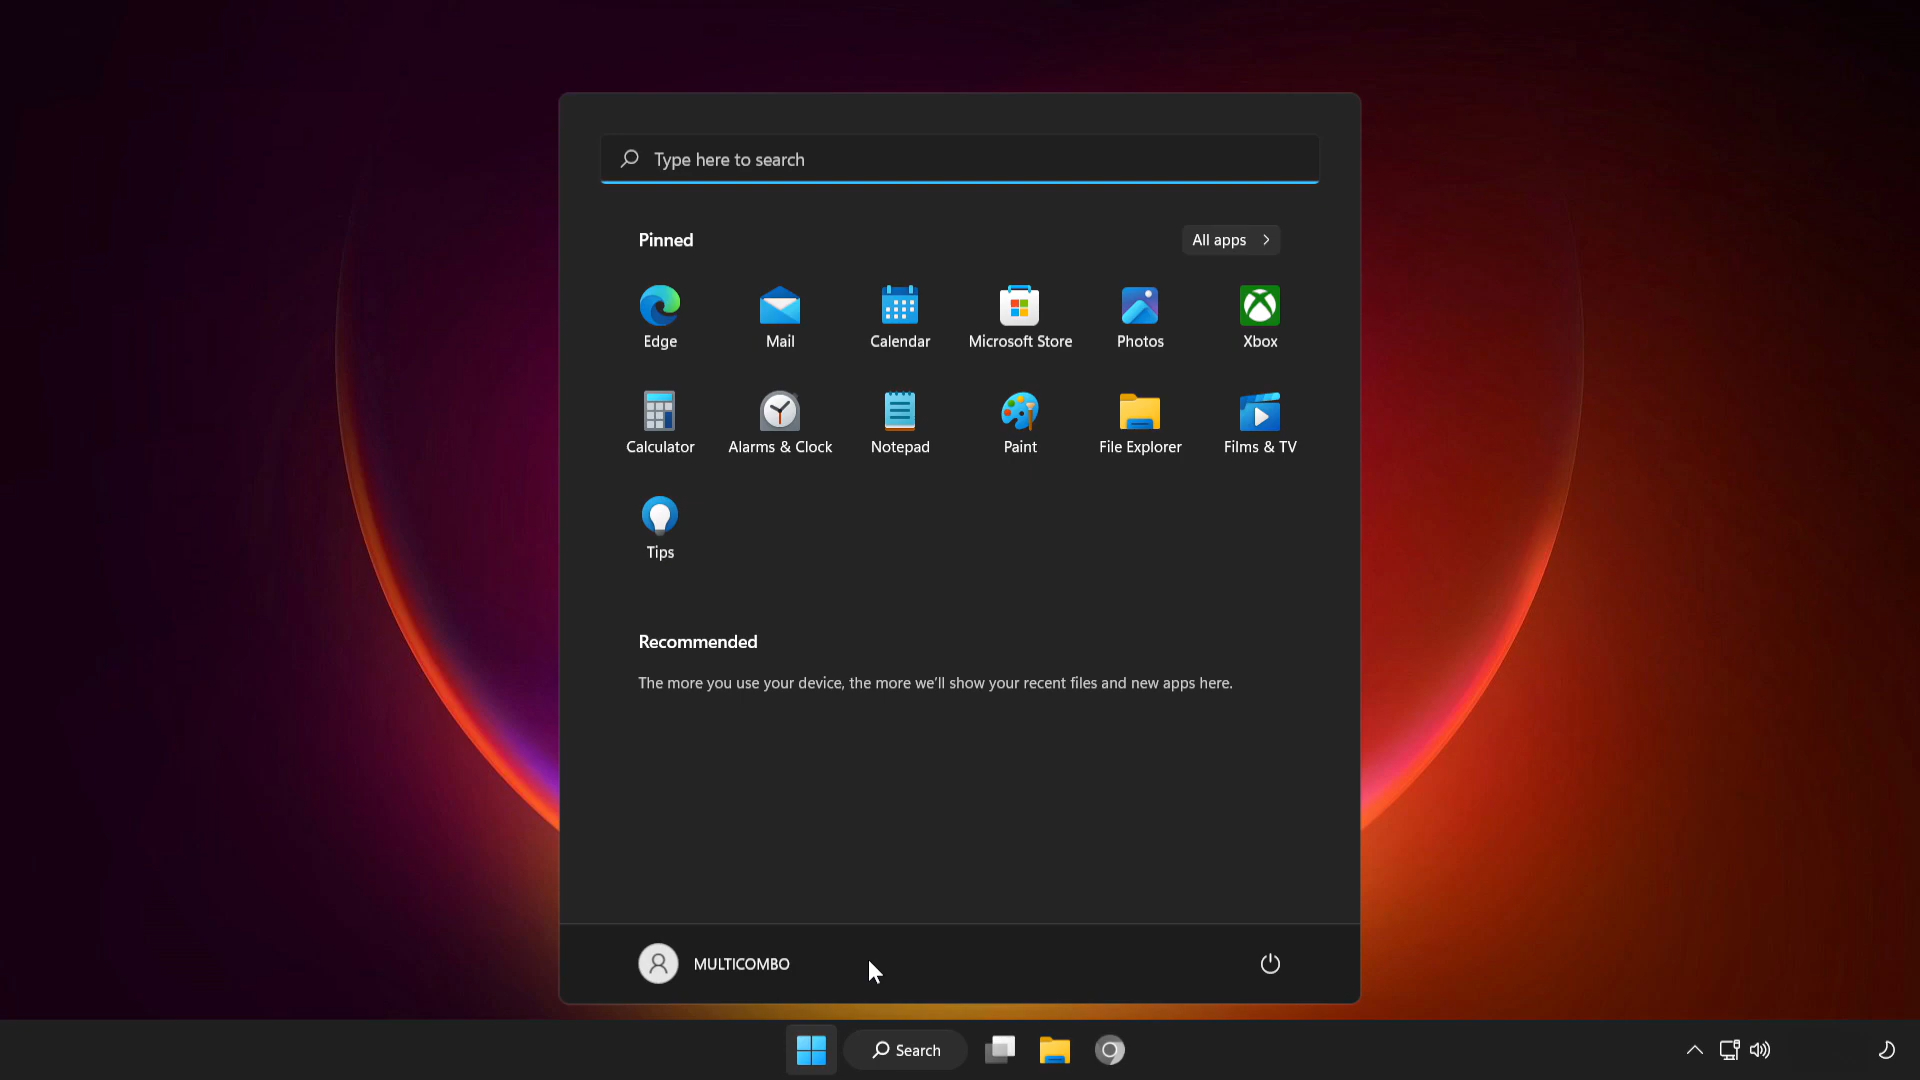 Type here to search
Pinned
All apps
Edge
Mail
Calendar
Microsoft Store
Photos
Xbox
Calculator
Alarms & Clock
Notepad
Paint
File Explorer
Films & TV
Tips
Recommended
The more you use your device, the more we’ll show your recent files and new apps here.
MULTICOMBO
Search